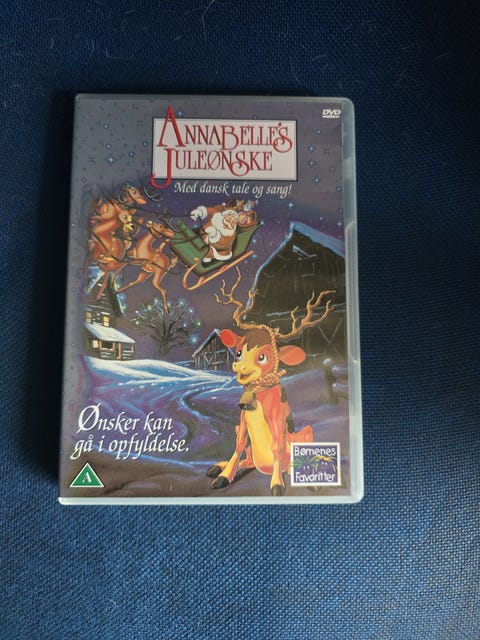 DVD
ANNABELLE'S
JULEØNSKE
Med dansk tale og sang!
Ønsker kan
gå i opfyldelse.
A
Børnenes
Favoritter